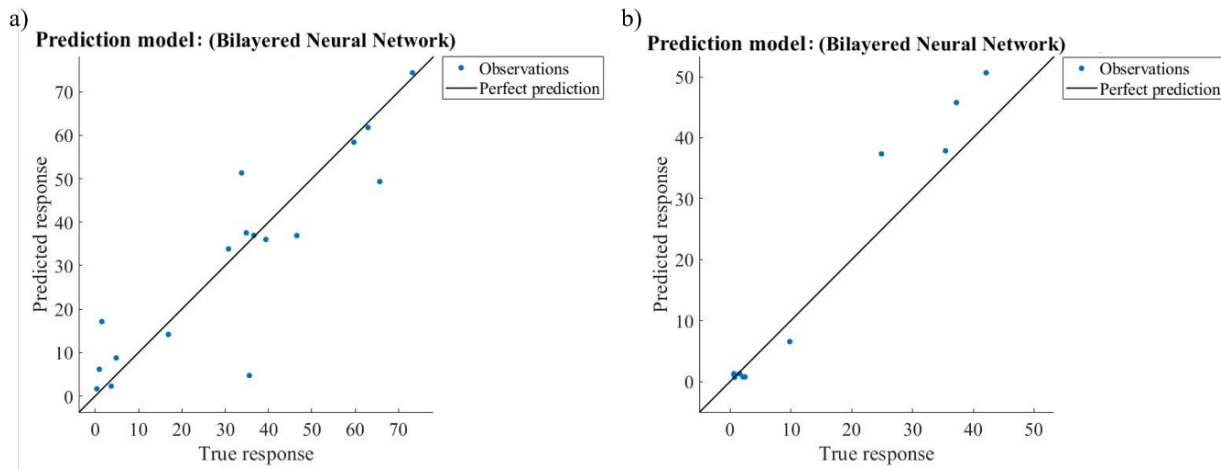 a)
Prediction model: (Bilayered Neural Network)
Observations
Perfect prediction
70
60
50
40
30
20
10
0
Predicted response
0 10 20 30 40 50 60 70
True response
b)
Prediction model: (Bilayered Neural Network)
Observations
Perfect prediction
50
40
30
20
10
0
Predicted response
0 10 20 30 40 50
True response